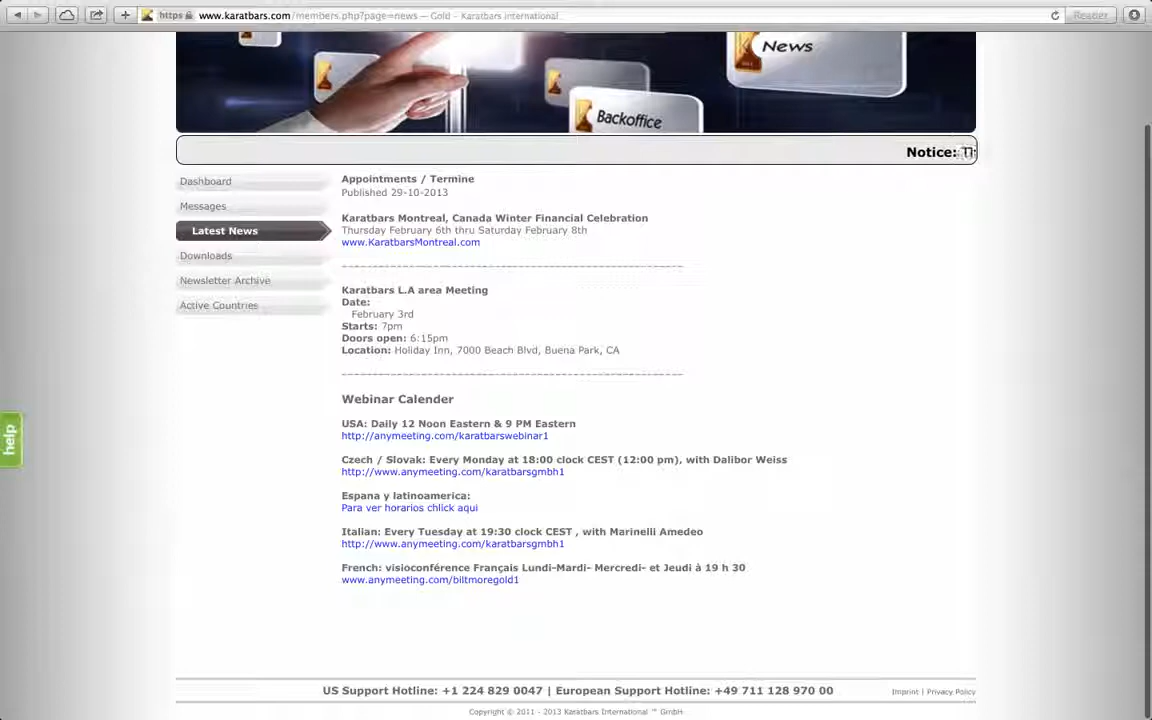 https www.karatbars.com/members.php?page=news — Gold - Karatbars international
Reader
News
Backoffice
Notice:
Dashboard
Messages
Latest News
Downloads
Newsletter Archive
Active Countries
Appointments / Termine
Published 29-10-2013
Karatbars Montreal, Canada Winter Financial Celebration
Thursday February 6th thru Saturday February 8th
www.KaratbarsMontreal.com
Karatbars L.A area Meeting
Date:
February 3rd
Starts: 7pm
Doors open: 6:15pm
Location: Holiday Inn, 7000 Beach Blvd, Buena Park, CA
Webinar Calender
USA: Daily 12 Noon Eastern & 9 PM Eastern
http://anymeeting.com/karatbarswebinar1
Czech / Slovak: Every Monday at 18:00 clock CEST (12:00 pm), with Dalibor Weiss
http://www.anymeeting.com/karatbarsgmbh1
Espana y latinoamerica:
Para ver horarios chlick aqui
Italian: Every Tuesday at 19:30 clock CEST , with Marinelli Amedeo
http://www.anymeeting.com/karatbarsgmbh1
French: visioconférence Français Lundi-Mardi- Mercredi- et Jeudi à 19 h 30
www.anymeeting.com/biltmoregold1
help
US Support Hotline: +1 224 829 0047 | European Support Hotline: +49 711 128 970 00
Imprint | Privacy Policy
Copyright © 2011 - 2013 Karatbars International ™ GmbH